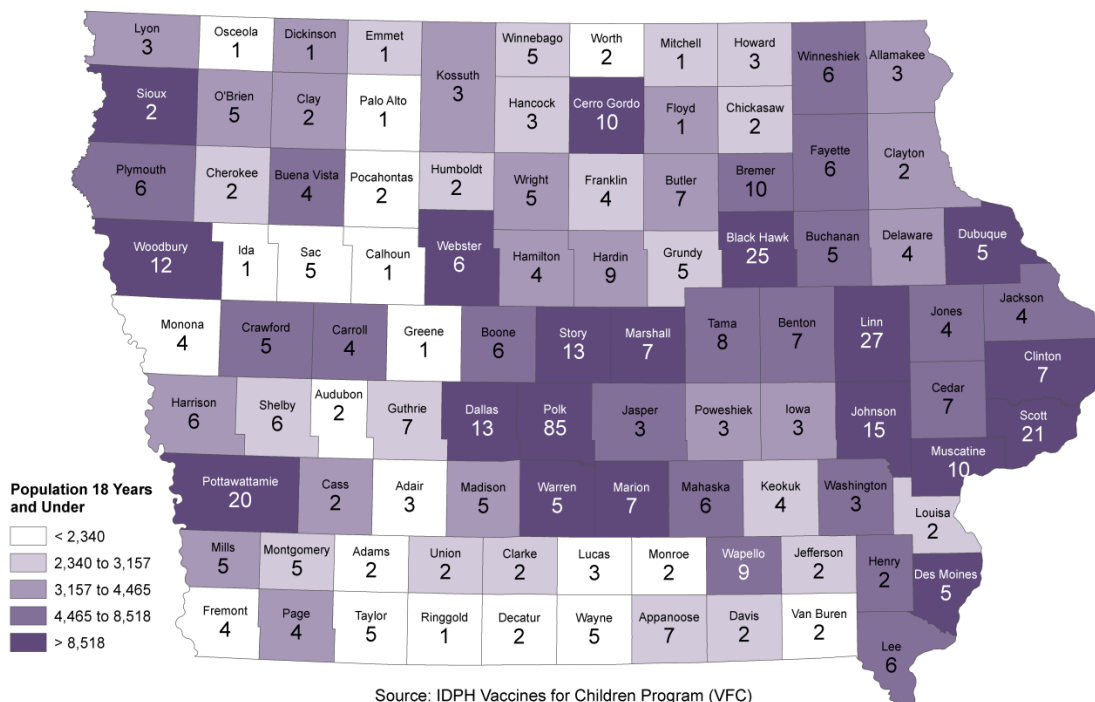 Lyon
3
Osceola
1
Dickinson
1
Emmet
1
Kossuth
3
Winnebago
5
Worth
2
Mitchell
1
Howard
3
Winneshiek
6
Allamakee
3
Sioux
2
O'Brien
5
Clay
2
Palo Alto
1
Hancock
3
Cerro Gordo
10
Floyd
1
Chickasaw
2
Plymouth
6
Cherokee
2
Buena Vista
4
Pocahontas
2
Humboldt
2
Wright
5
Franklin
4
Butler
7
Bremer
10
Fayette
6
Clayton
2
Woodbury
12
Ida
1
Sac
5
Calhoun
1
Webster
6
Hamilton
4
Hardin
9
Grundy
5
Black Hawk
25
Buchanan
5
Delaware
4
Dubuque
5
Monona
4
Crawford
5
Carroll
4
Greene
1
Boone
6
Story
13
Marshall
7
Tama
8
Benton
7
Linn
27
Jones
4
Jackson
4
Clinton
7
Harrison
6
Shelby
6
Audubon
2
Guthrie
7
Dallas
13
Polk
85
Jasper
3
Poweshiek
3
Iowa
3
Johnson
15
Cedar
7
Scott
21
Muscatine
10
Pottawattamie
20
Cass
2
Adair
3
Madison
5
Warren
5
Marion
7
Mahaska
6
Keokuk
4
Washington
3
Louisa
2
Mills
5
Montgomery
5
Adams
2
Union
2
Clarke
2
Lucas
3
Monroe
2
Wapello
9
Jefferson
2
Henry
2
Des Moines
5
Fremont
4
Page
4
Taylor
5
Ringgold
1
Decatur
2
Wayne
5
Appanoose
7
Davis
2
Van Buren
2
Lee
6
Population 18 Years
and Under
< 2,340
2,340 to 3,157
3,157 to 4,465
4,465 to 8,518
> 8,518
Source: IDPH Vaccines for Children Program (VFC)